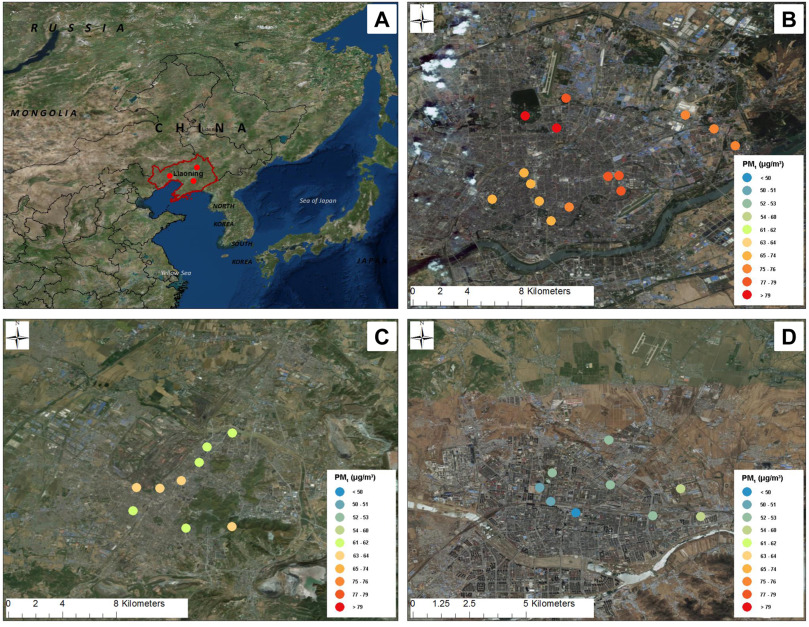 A
R U S S I A
MONGOLIA
C H I N A
Liaoning
NORTH
KOREA
SOUTH
KOREA
Sea of Japan
JAPAN
Yellow Sea
B
N
PM₁ (µg/m³)
< 50
50 - 51
52 - 53
54 - 60
61 - 62
63 - 64
65 - 74
75 - 76
77 - 79
> 79
0 2 4 8 Kilometers
C
N
PM₁ (µg/m³)
< 50
50 - 51
52 - 53
54 - 60
61 - 62
63 - 64
65 - 74
75 - 76
77 - 79
> 79
0 2 4 8 Kilometers
D
N
PM₁ (µg/m³)
< 50
50 - 51
52 - 53
54 - 60
61 - 62
63 - 64
65 - 74
75 - 76
77 - 79
> 79
0 1.25 2.5 5 Kilometers